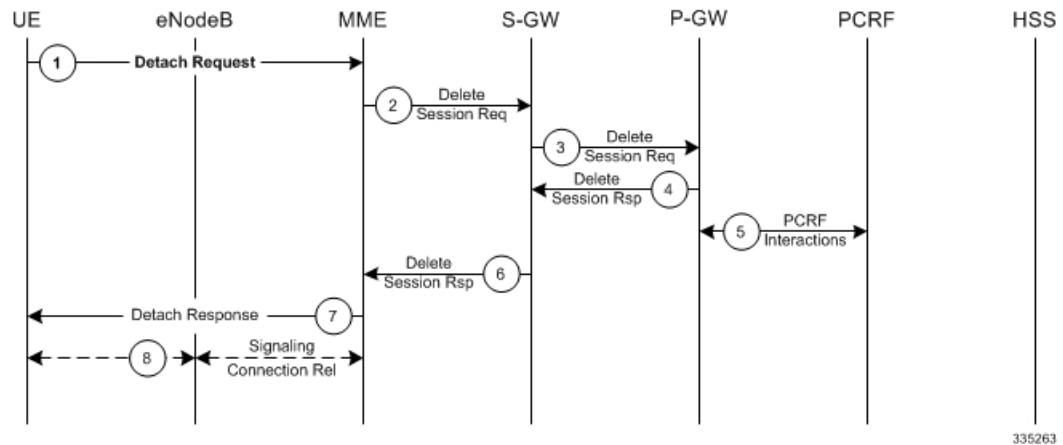 UE eNodeB MME S-GW P-GW PCRF HSS
1 Detach Request
2 Delete
Session Req
3 Delete
Session Req
Delete 4
Session Rsp
5 PCRF
Interactions
Delete 6
Session Rsp
Detach Response 7
8 Signaling
Connection Rel
335263